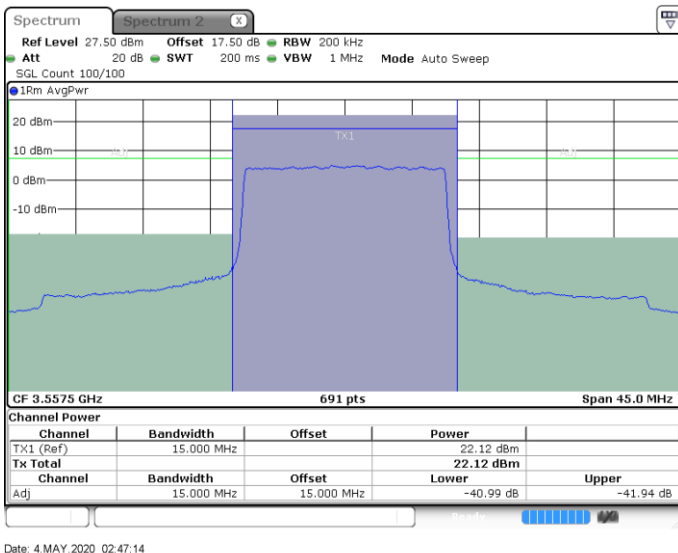 Spectrum Spectrum 2 X
Ref Level 27.50 dBm Offset 17.50 dB RBW 200 kHz
Att 20 dB SWT 200 ms VBW 1 MHz Mode Auto Sweep
SGL Count 100/100
1Rm AvgPwr
20 dBm
TX1
10 dBm
Adj Adj
0 dBm
-10 dBm
CF 3.5575 GHz 691 pts Span 45.0 MHz
Channel Power
Channel Bandwidth Offset Power
TX1 (Ref) 15.000 MHz 22.12 dBm
Tx Total 22.12 dBm
Channel Bandwidth Offset Lower Upper
Adj 15.000 MHz 15.000 MHz -40.99 dB -41.94 dB
Ready
Date: 4.MAY.2020 02:47:14